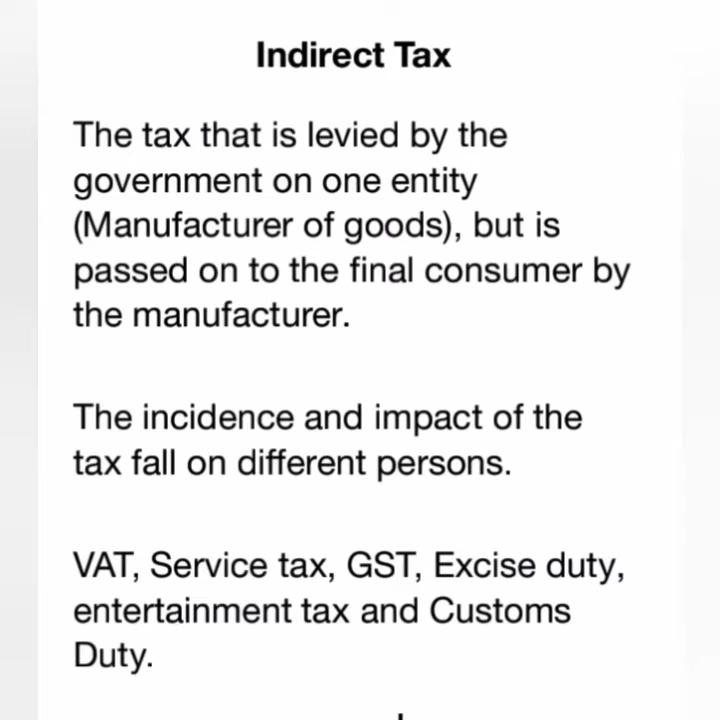 Indirect Tax
The tax that is levied by the
government on one entity
(Manufacturer of goods), but is
passed on to the final consumer by
the manufacturer.
The incidence and impact of the
tax fall on different persons.
VAT, Service tax, GST, Excise duty,
entertainment tax and Customs
Duty.